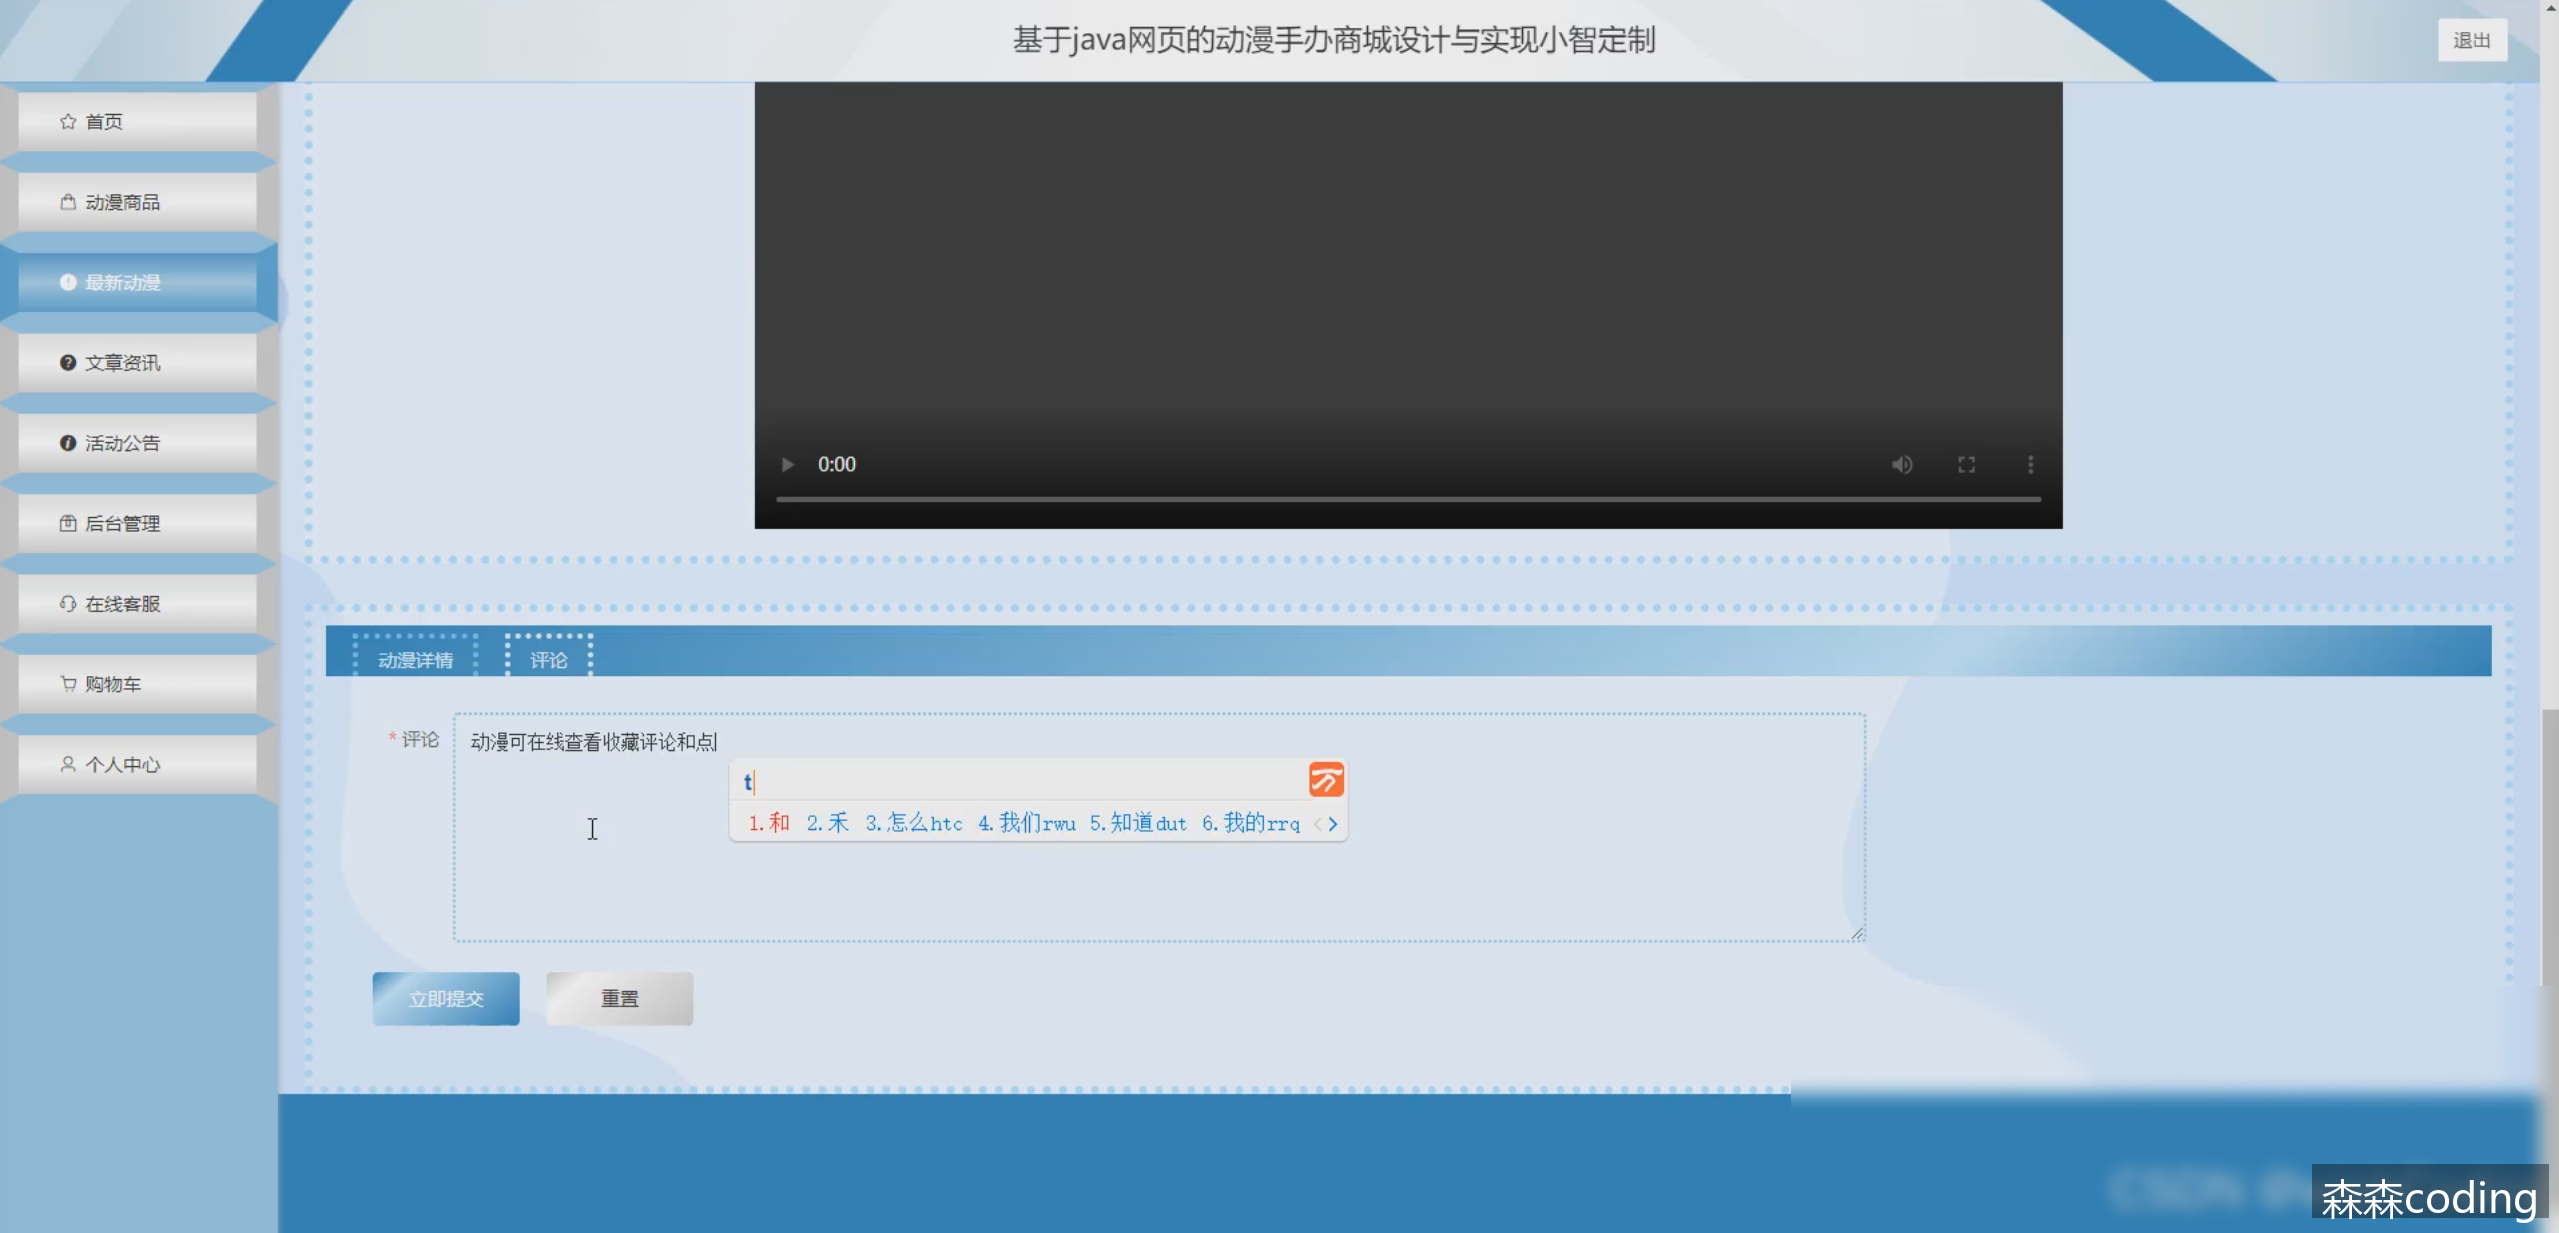 基于java网页的动漫手办商城设计与实现小智定制
退出
首页
动漫商品
最新动漫
文章资讯
活动公告
后台管理
在线客服
购物车
个人中心
0:00
动漫详情
评论
* 评论
动漫可在线查看收藏评论和点
t
1.和 2.禾 3.怎么htc 4.我们rwu 5.知道dut 6.我的rrq
立即提交
重置
森森coding